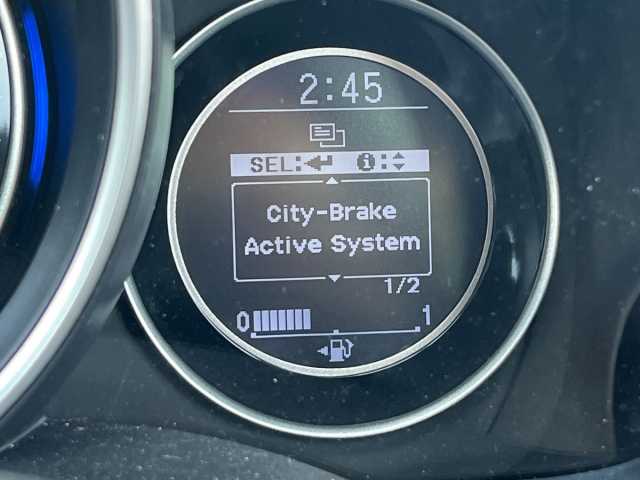 2:45
SEL: i:
City-Brake
Active System
1/2
0 1